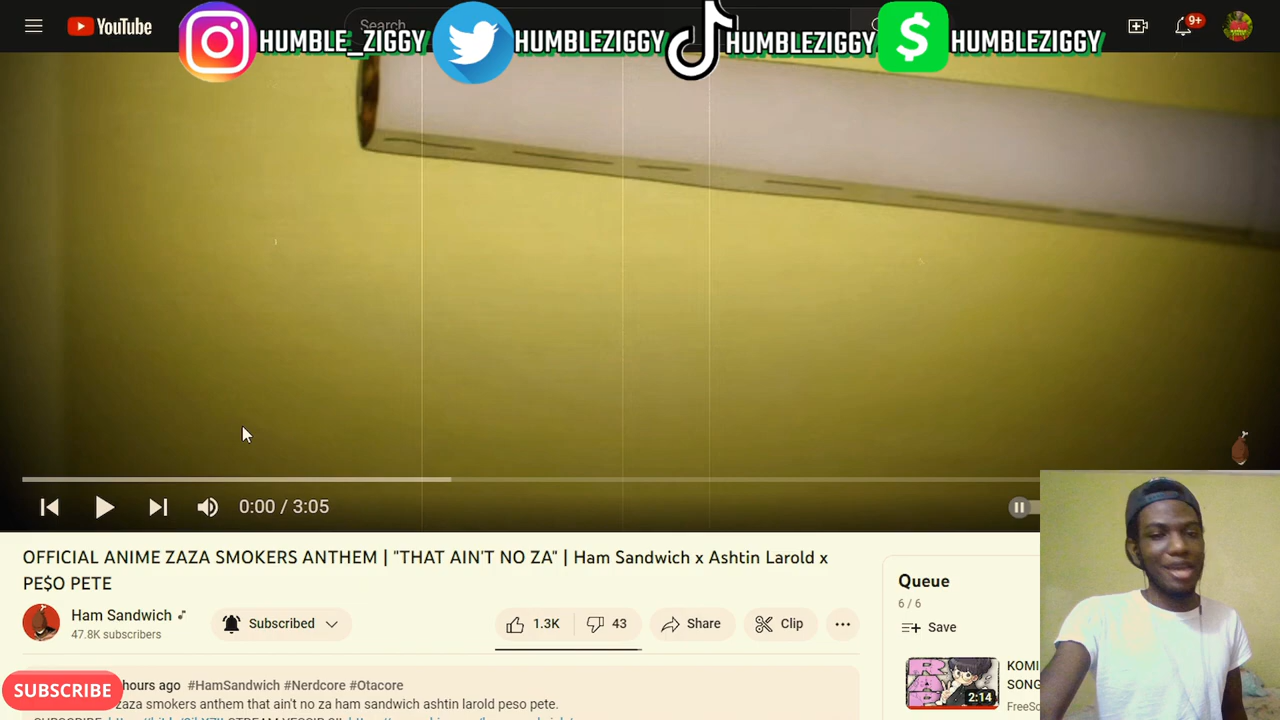 YouTube
Search
9+
HUMBLE_ZIGGY
HUMBLEZIGGY
HUMBLEZIGGY
$
HUMBLEZIGGY
0:00 / 3:05
OFFICIAL ANIME ZAZA SMOKERS ANTHEM | "THAT AIN'T NO ZA" | Ham Sandwich x Ashtin Larold x
PE$O PETE
Ham Sandwich
47.8K subscribers
Subscribed
1.3K
43
Share
Clip
Queue
6 / 6
Save
KOMI
SONG
2:14
FreeSc
SUBSCRIBE
hours ago #HamSandwich #Nerdcore #Otacore
zaza smokers anthem that ain't no za ham sandwich ashtin larold peso pete.